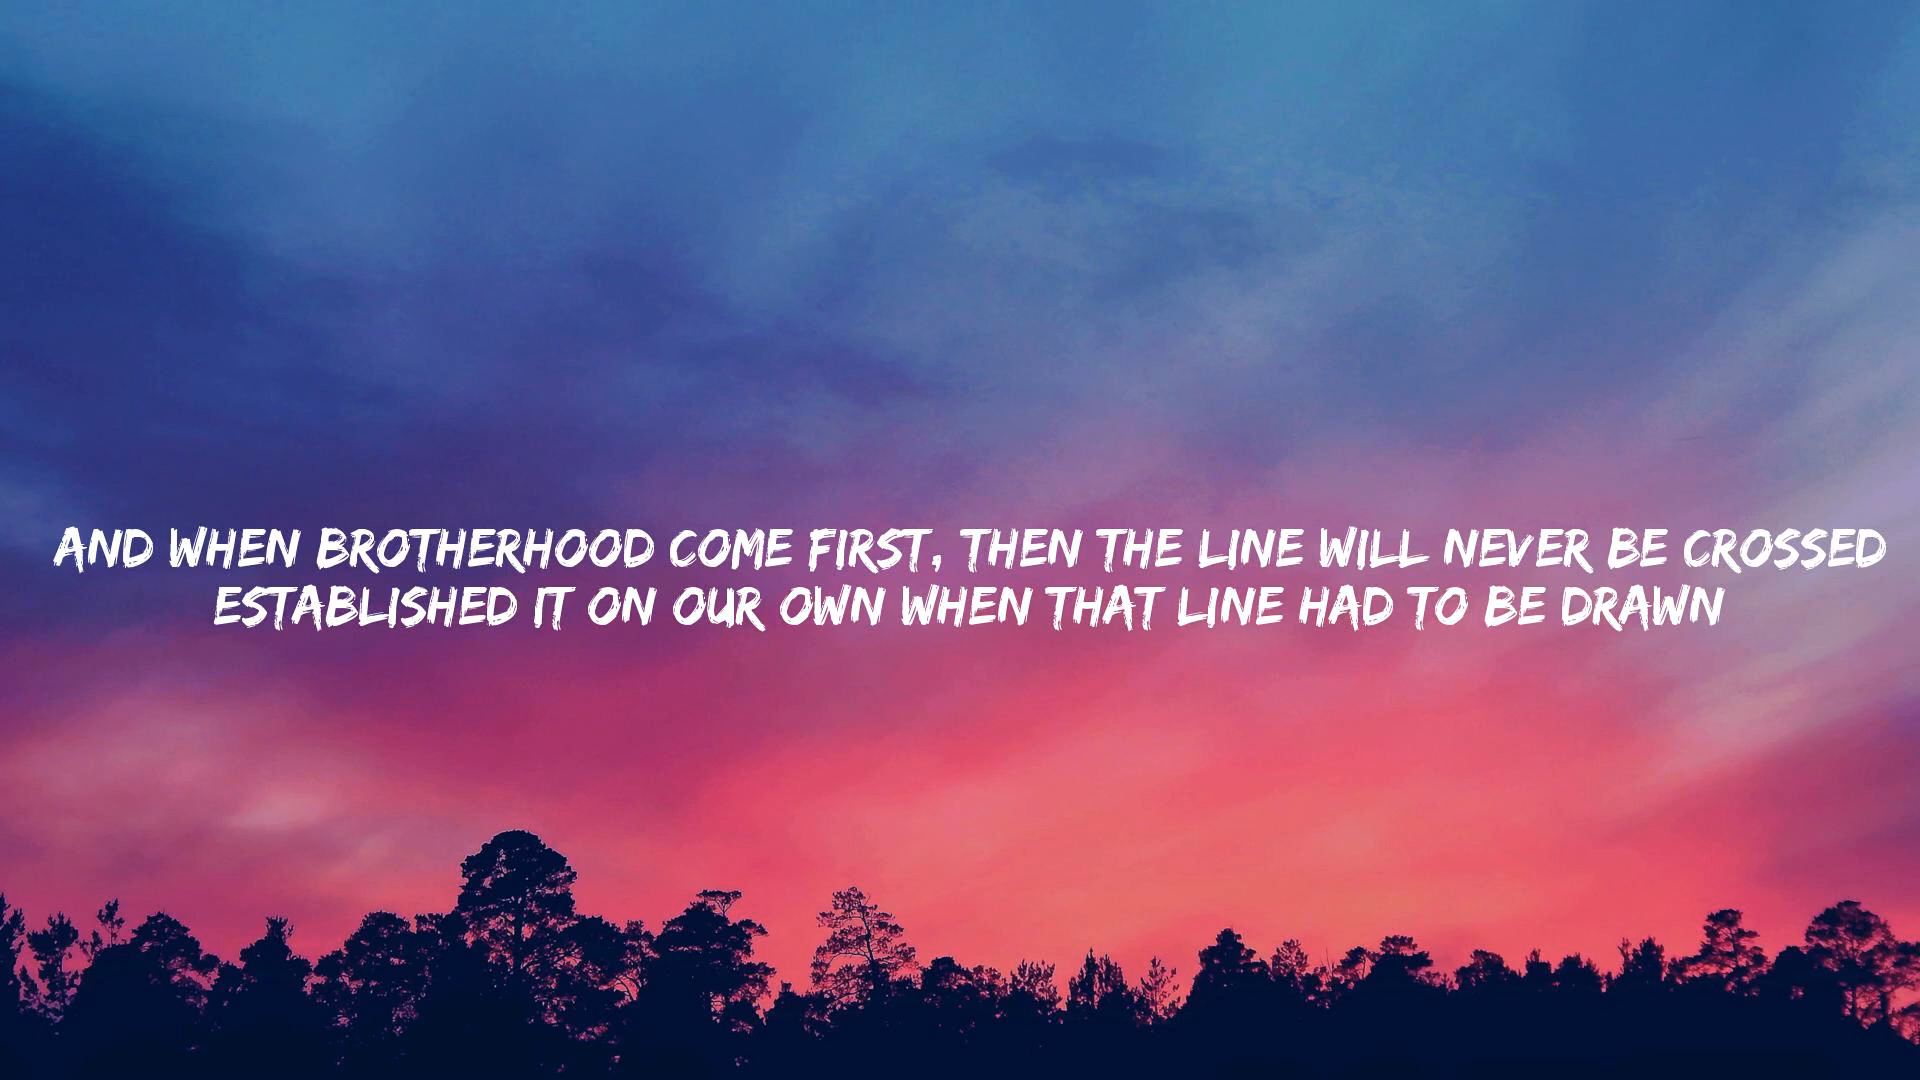 AND WHEN BROTHERHOOD COME FIRST, THEN THE LINE WILL NEVER BE CROSSED
ESTABLISHED IT ON OUR OWN WHEN THAT LINE HAD TO BE DRAWN